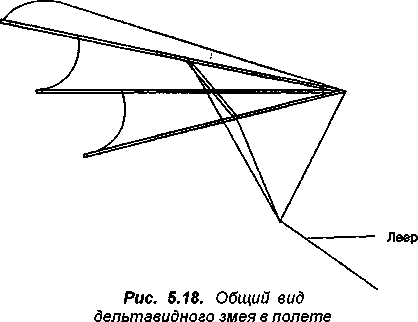 Леер
Рис. 5.18. Общий вид
дельтавидного змея в полете